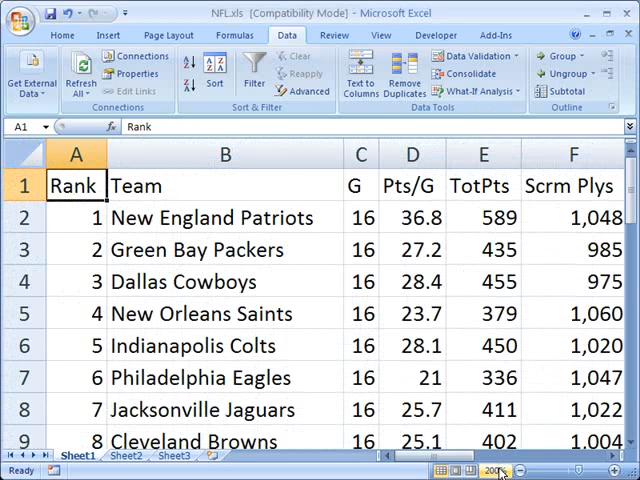 NFL.xls [Compatibility Mode] - Microsoft Excel
Home Insert Page Layout Formulas Data Review View Developer Add-Ins
Get External Data
Refresh All
Connections
Properties
Edit Links
Connections
Sort
Filter
Clear
Reapply
Advanced
Sort & Filter
Text to Columns
Remove Duplicates
Data Validation
Consolidate
What-If Analysis
Data Tools
Group
Ungroup
Subtotal
Outline
A1 fx Rank
A B C D E F
1 Rank Team G Pts/G TotPts Scrm Plys
2 1 New England Patriots 16 36.8 589 1,048
3 2 Green Bay Packers 16 27.2 435 985
4 3 Dallas Cowboys 16 28.4 455 975
5 4 New Orleans Saints 16 23.7 379 1,060
6 5 Indianapolis Colts 16 28.1 450 1,020
7 6 Philadelphia Eagles 16 21 336 1,047
8 7 Jacksonville Jaguars 16 25.7 411 1,022
9 8 Cleveland Browns 16 25.1 402 1,004
Sheet1 Sheet2 Sheet3
Ready 200%